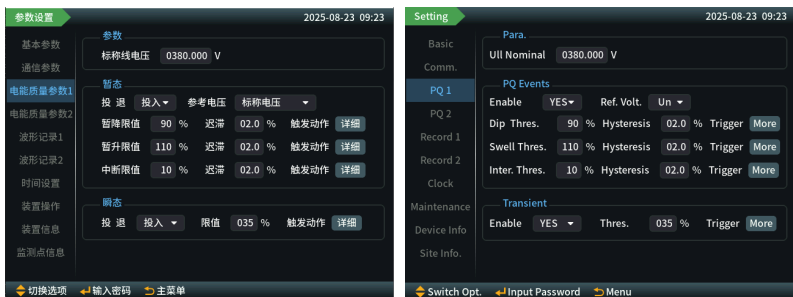 参数设置 2025-08-23 09:23
基本参数
通信参数
电能质量参数1
电能质量参数2
波形记录1
波形记录2
时间设置
装置操作
装置信息
监测点信息
参数
标称线电压 0380.000 V
暂态
投 退 投入 参考电压 标称电压
暂降限值 90 % 迟滞 02.0 % 触发动作 详细
暂升限值 110 % 迟滞 02.0 % 触发动作 详细
中断限值 10 % 迟滞 02.0 % 触发动作 详细
瞬态
投 退 投入 限值 035 % 触发动作 详细
切换选项 输入密码 主菜单
Setting 2025-08-23 09:23
Basic
Comm.
PQ 1
PQ 2
Record 1
Record 2
Clock
Maintenance
Device Info
Site Info.
Para.
Ull Nominal 0380.000 V
PQ Events
Enable YES Ref. Volt. Un
Dip Thres. 90 % Hysteresis 02.0 % Trigger More
Swell Thres. 110 % Hysteresis 02.0 % Trigger More
Inter. Thres. 10 % Hysteresis 02.0 % Trigger More
Transient
Enable YES Thres. 035 % Trigger More
Switch Opt. Input Password Menu